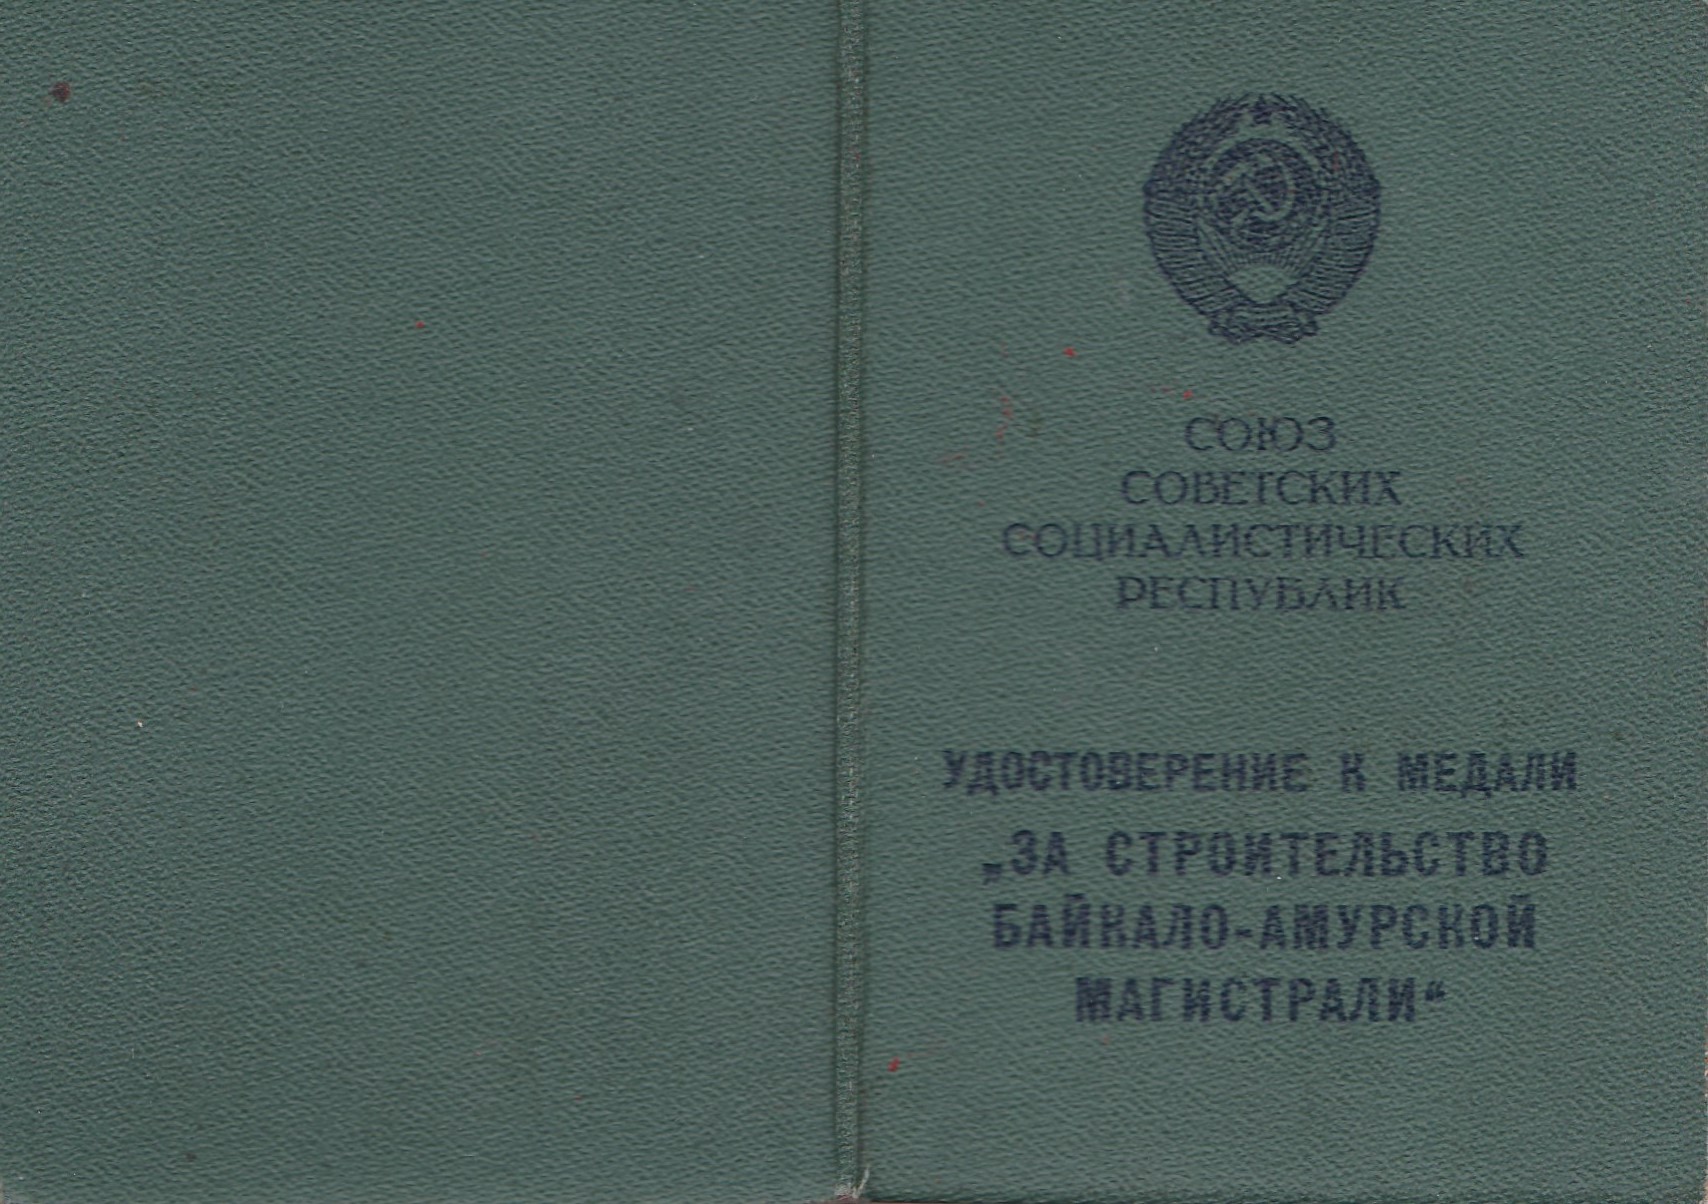 СОЮЗ
СОВЕТСКИХ
СОЦИАЛИСТИЧЕСКИХ
РЕСПУБЛИК
УДОСТОВЕРЕНИЕ К МЕДАЛИ
„ЗА СТРОИТЕЛЬСТВО
БАЙКАЛО-АМУРСКОЙ
МАГИСТРАЛИ“